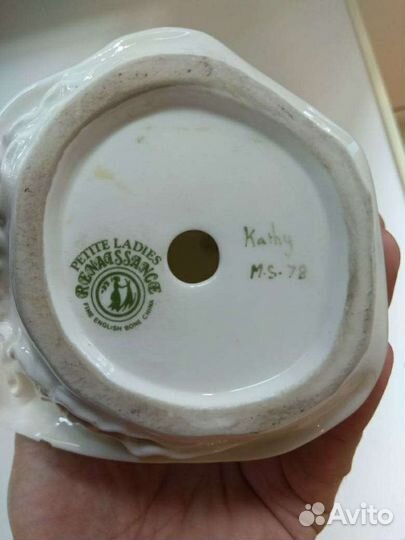 PETITE LADIES
RENAISSANCE
FINE ENGLISH BONE CHINA
Kathy
M-S-78
Avito